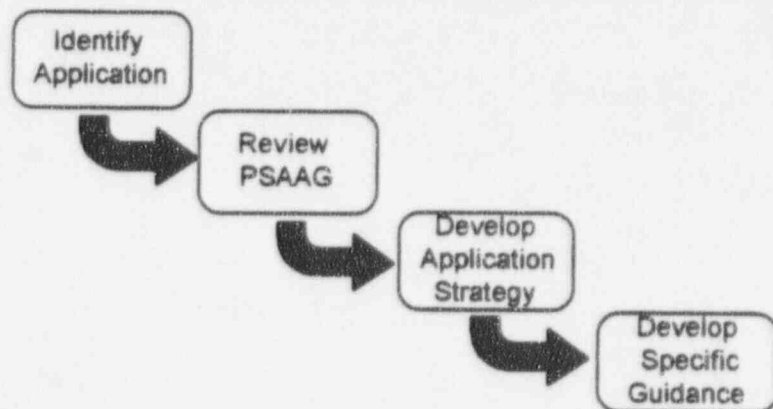 Identify
Application
Review
PSAAG
Develop
Application
Strategy
Develop
Specific
Guidance